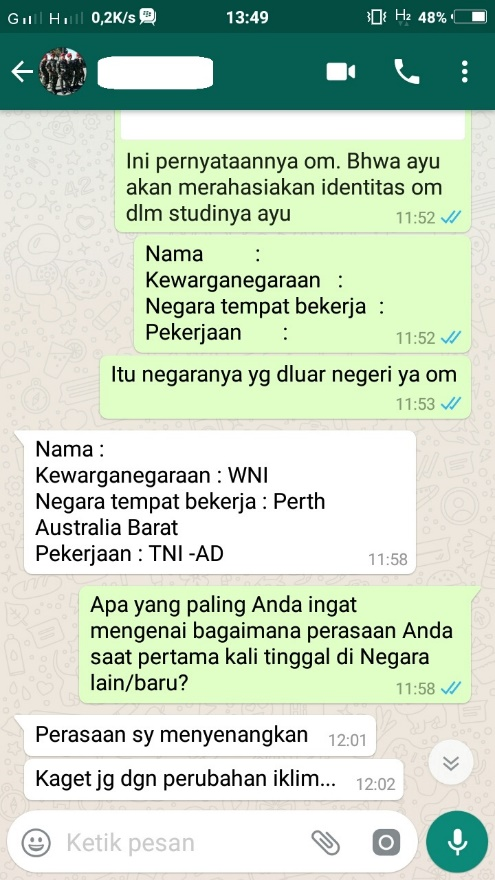 G H 0,2K/s 13:49 H2 48%
Ini pernyataannya om. Bhwa ayu
akan merahasiakan identitas om
dlm studinya ayu 11:52
Nama :
Kewarganegaraan :
Negara tempat bekerja :
Pekerjaan : 11:52
Itu negaranya yg dluar negeri ya om
11:53
Nama :
Kewarganegaraan : WNI
Negara tempat bekerja : Perth
Australia Barat
Pekerjaan : TNI -AD 11:58
Apa yang paling Anda ingat
mengenai bagaimana perasaan Anda
saat pertama kali tinggal di Negara
lain/baru? 11:58
Perasaan sy menyenangkan 12:01
Kaget jg dgn perubahan iklim... 12:02
Ketik pesan